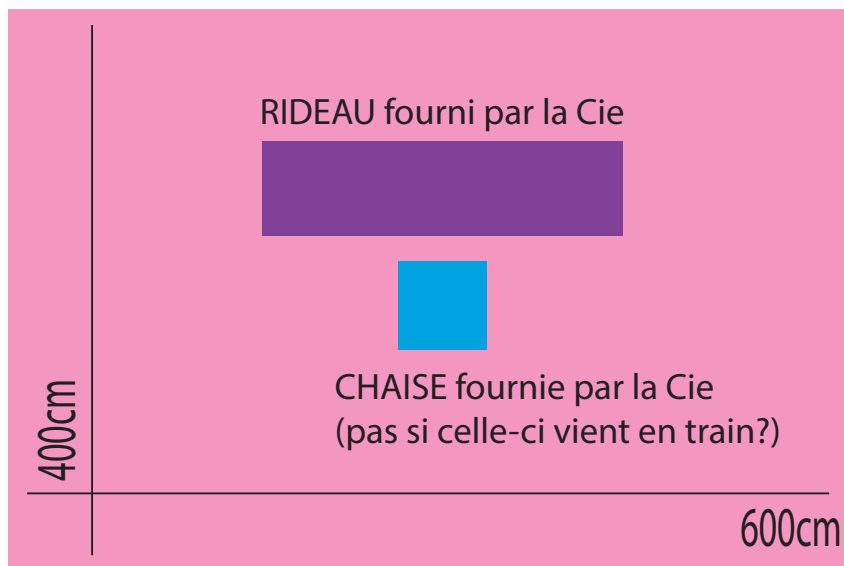 RIDEAU fourni par la Cie
CHAISE fournie par la Cie
(pas si celle-ci vient en train?)
400cm
600cm